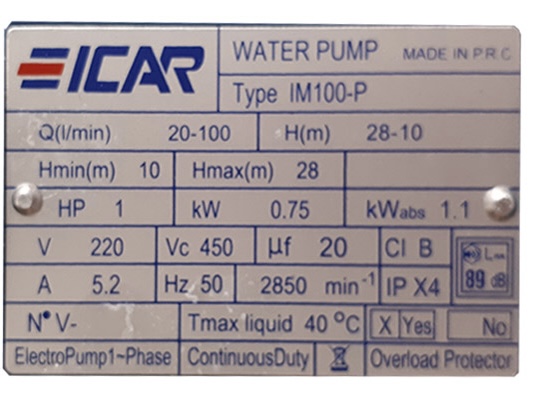 ICAR
WATER PUMP MADE IN P.R.C
Type IM100-P
Q(l/min) 20-100 H(m) 28-10
Hmin(m) 10 Hmax(m) 28
HP 1 kW 0.75 kWabs 1.1
V 220 Vc 450 µf 20 Cl B
A 5.2 Hz 50 2850 min-1 IP X4 89 dB
N° V- Tmax liquid 40 °C X Yes No
ElectroPump1~Phase ContinuousDuty Overload Protector